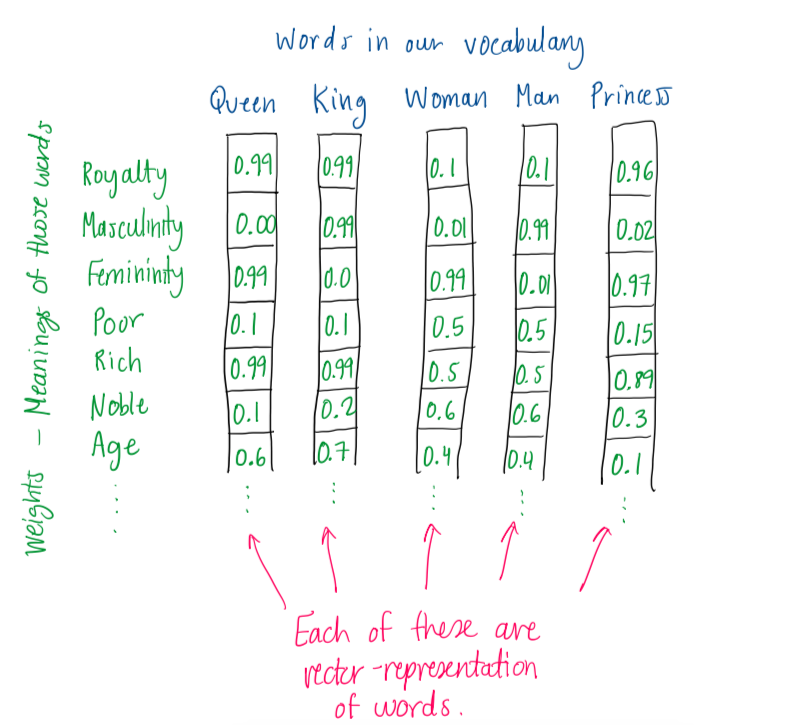 Words in our vocabulary
Queen King Woman Man Princess
Weights - Meanings of those words
Royalty 0.99 0.99 0.1 0.1 0.96
Masculinity 0.00 0.99 0.01 0.99 0.02
Femininity 0.99 0.0 0.99 0.01 0.97
Poor 0.1 0.1 0.5 0.5 0.15
Rich 0.99 0.99 0.5 0.5 0.89
Noble 0.1 0.2 0.6 0.6 0.3
Age 0.6 0.7 0.4 0.4 0.1
Each of these are
vector-representation
of words.